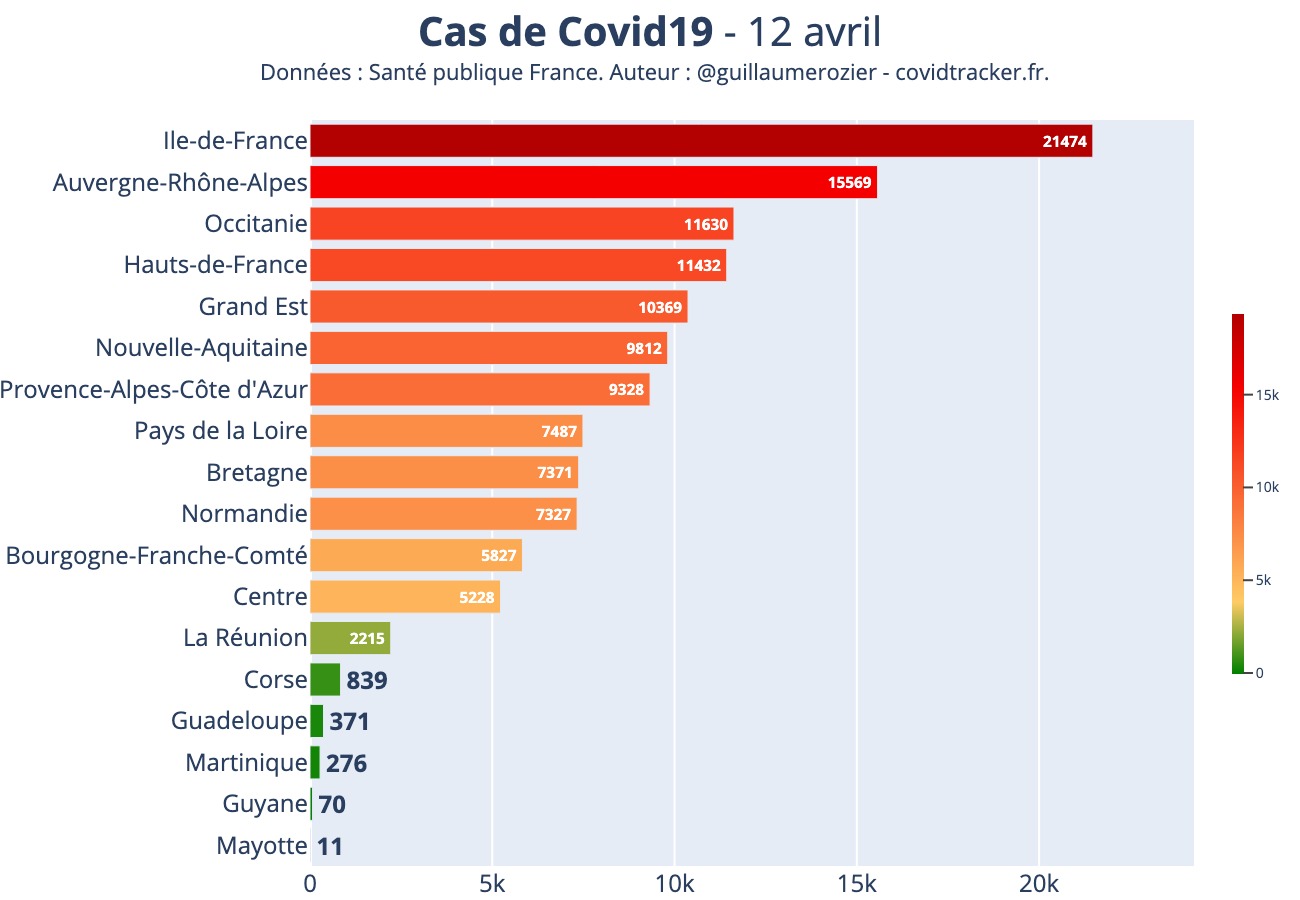 Cas de Covid19 - 12 avril
Données : Santé publique France. Auteur : @guillaumerozier - covidtracker.fr.
Ile-de-France 21474
Auvergne-Rhône-Alpes 15569
Occitanie 11630
Hauts-de-France 11432
Grand Est 10369
Nouvelle-Aquitaine 9812
Provence-Alpes-Côte d'Azur 9328
Pays de la Loire 7487
Bretagne 7371
Normandie 7327
Bourgogne-Franche-Comté 5827
Centre 5228
La Réunion 2215
Corse 839
Guadeloupe 371
Martinique 276
Guyane 70
Mayotte 11
0 5k 10k 15k 20k
15k
10k
5k
0